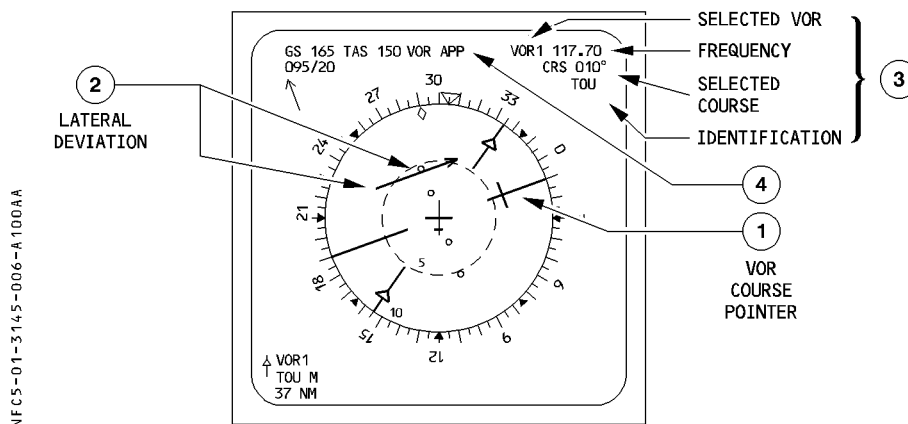 SELECTED VOR
FREQUENCY
SELECTED
COURSE
IDENTIFICATION
3
GS 165 TAS 150 VOR APP
095/20
VOR1 117.70
CRS 010°
TOU
2
LATERAL
DEVIATION
4
1
VOR
COURSE
POINTER
30
33
0
6
9
12
15
18
21
24
27
5
10
VOR1
TOU M
37 NM
NFC5-01-3145-006-A100AA